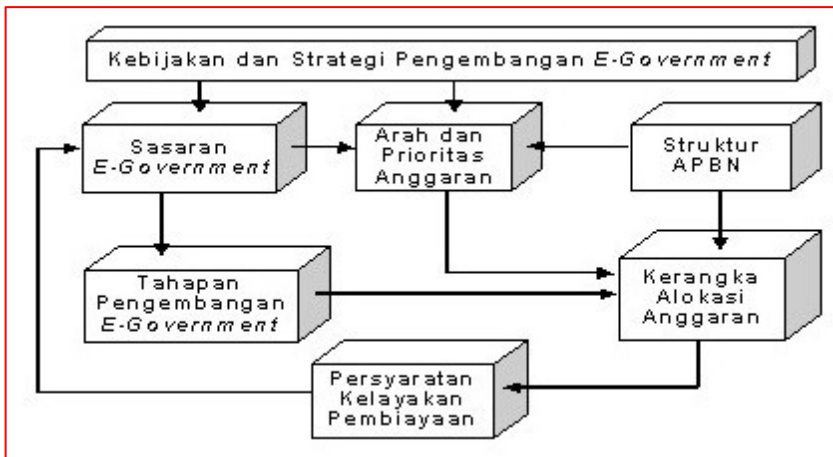 Kebijakan dan Strategi Pengembangan E-Government
Sasaran
E-Government
Arah dan
Prioritas
Anggaran
Struktur
APBN
Tahapan
Pengembangan
E-Government
Kerangka
Alokasi
Anggaran
Persyaratan
Kelayakan
Pembiayaan